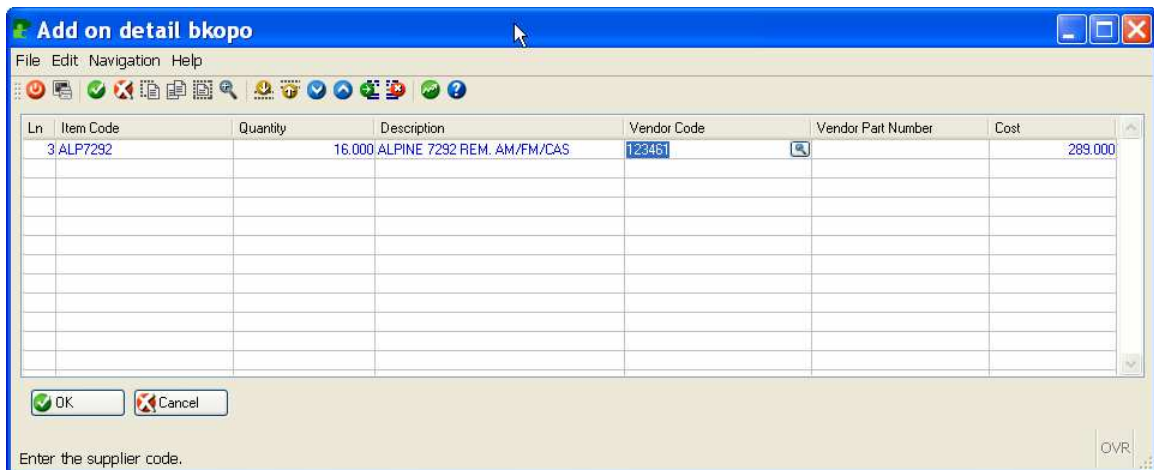 Add on detail bkopo
File Edit Navigation Help
Ln Item Code Quantity Description Vendor Code Vendor Part Number Cost
3 ALP7292 16.000 ALPINE 7292 REM. AM/FM/CAS 123461 289.000
OK Cancel
OVR
Enter the supplier code.